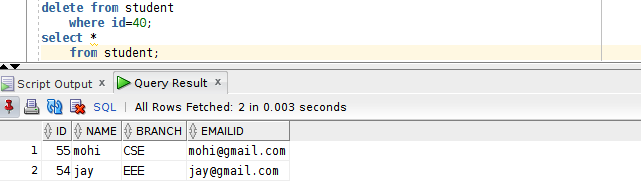 delete from student
where id=40;
select *
from student;
Script Output x Query Result x
SQL | All Rows Fetched: 2 in 0.003 seconds
ID NAME BRANCH EMAILID
1 55 mohi CSE mohi@gmail.com
2 54 jay EEE jay@gmail.com